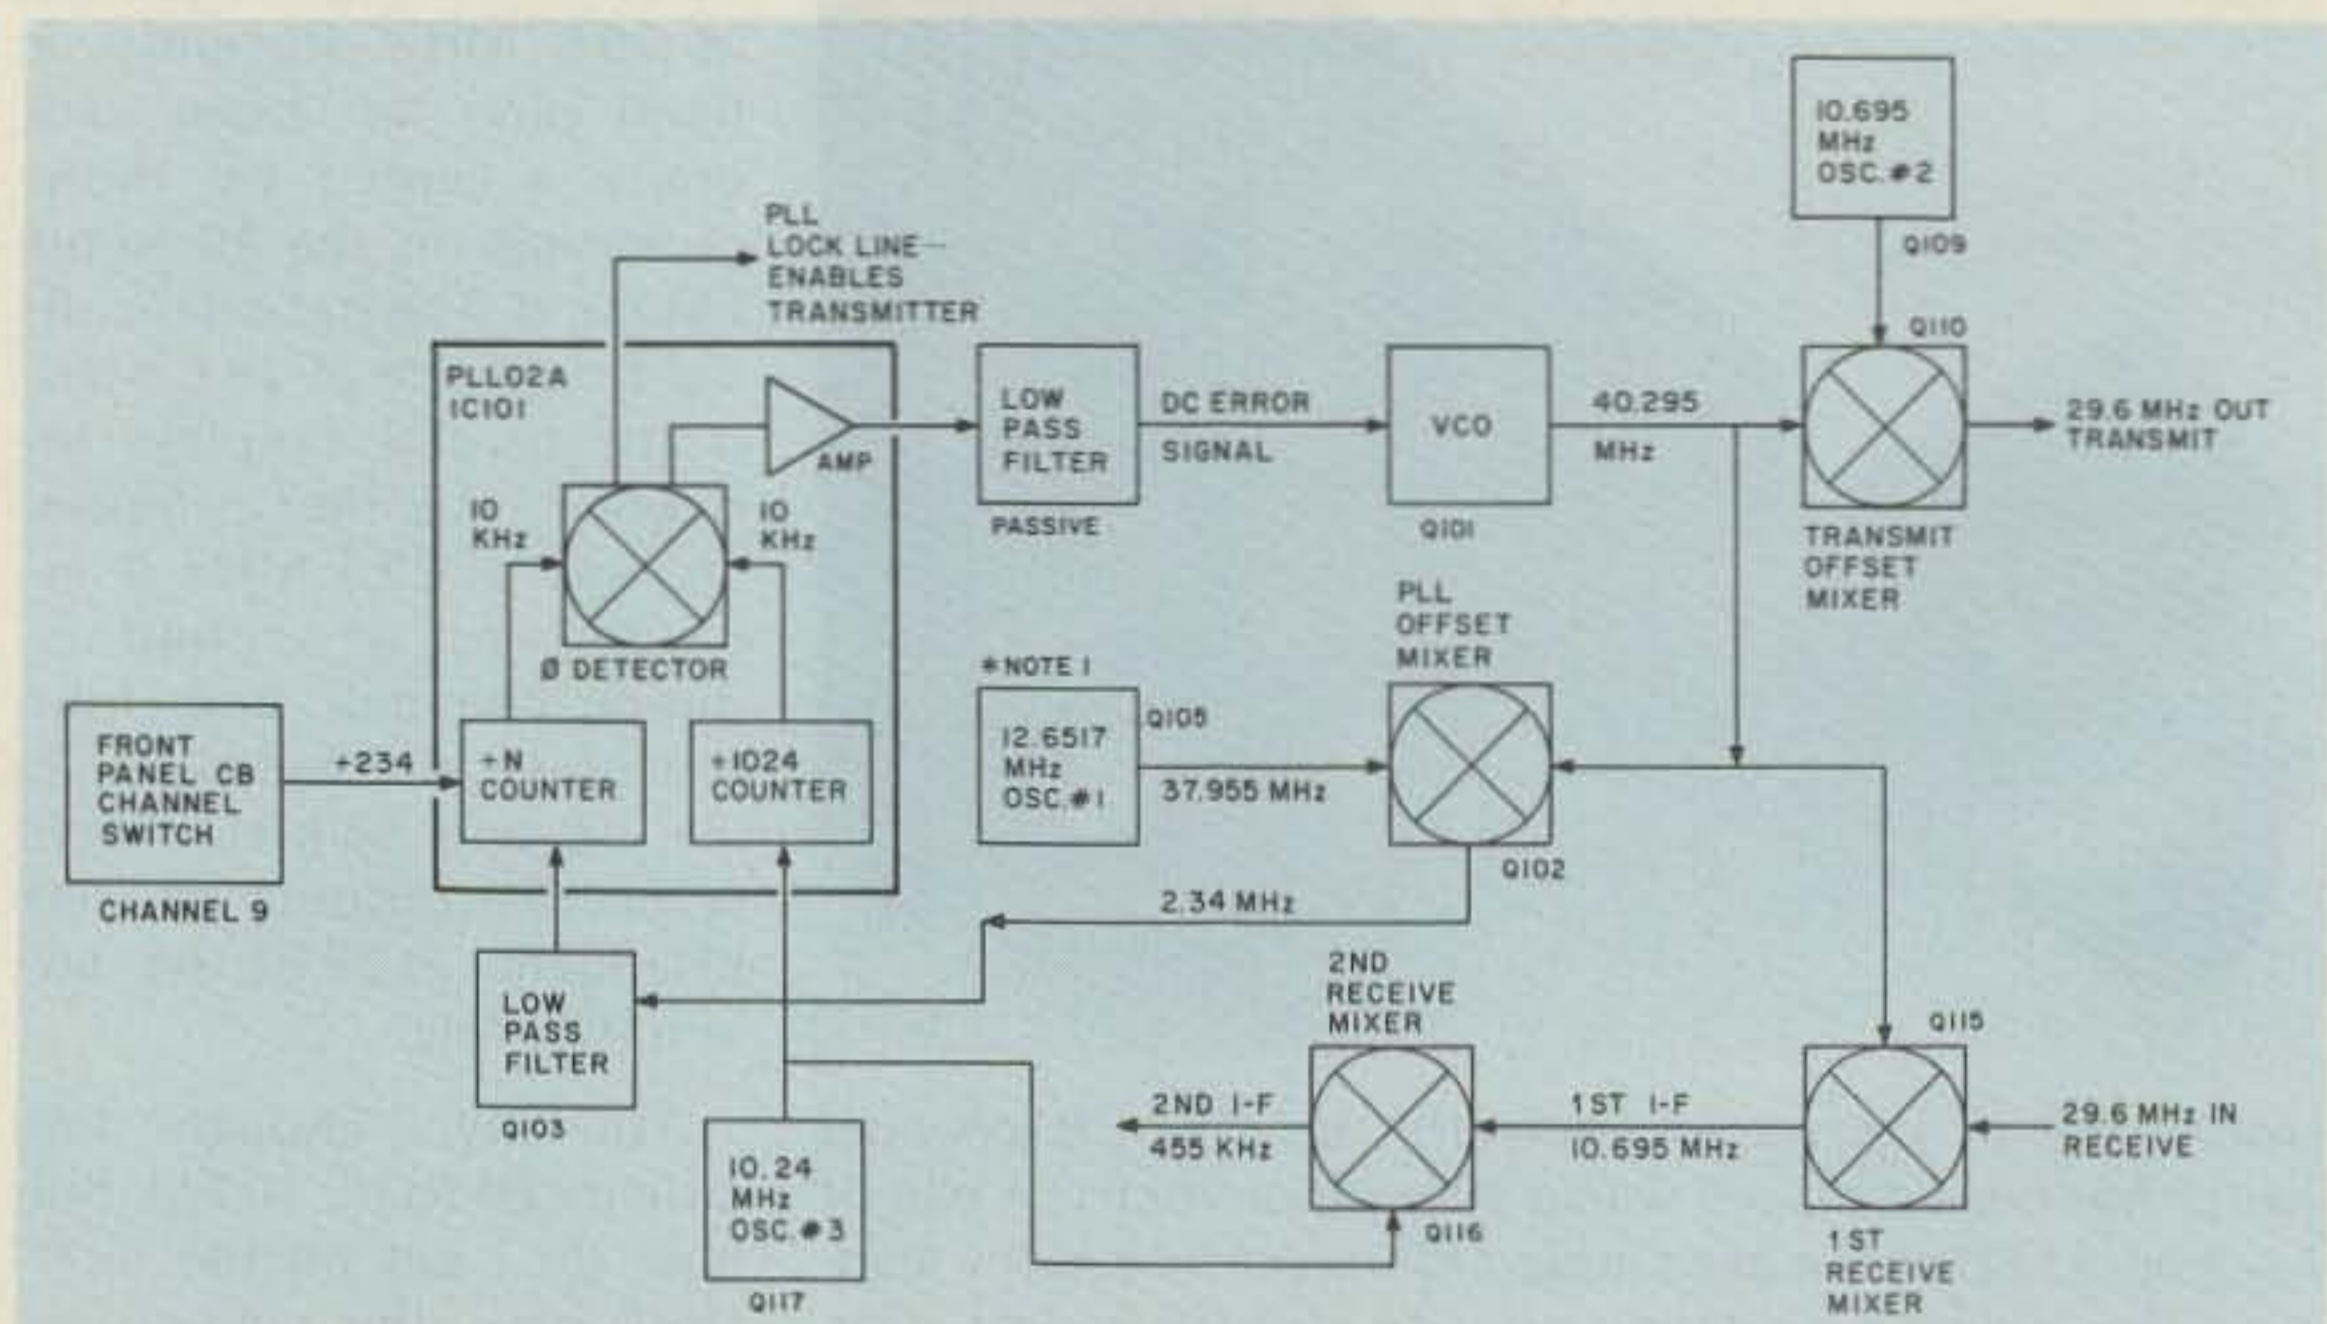 10.695
MHz
OSC. #2
Q109
PLL
LOCK LINE—
ENABLES
TRANSMITTER
Q110
PLL02A
IC101
AMP
LOW
PASS
FILTER
PASSIVE
DC ERROR
SIGNAL
VCO
Q101
40.295
MHz
29.6 MHz OUT
TRANSMIT
TRANSMIT
OFFSET
MIXER
10
KHz
10
KHz
Ø DETECTOR
PLL
OFFSET
MIXER
*NOTE 1
Q105
12.6517
MHz
OSC. #1
37.955 MHz
Q102
FRONT
PANEL CB
CHANNEL
SWITCH
CHANNEL 9
÷234
÷N
COUNTER
÷1024
COUNTER
2.34 MHz
LOW
PASS
FILTER
Q103
2ND
RECEIVE
MIXER
Q115
10.24
MHz
OSC. #3
Q117
2ND I-F
455 KHz
Q116
1ST I-F
10.695 MHz
29.6 MHz IN
RECEIVE
1ST
RECEIVE
MIXER